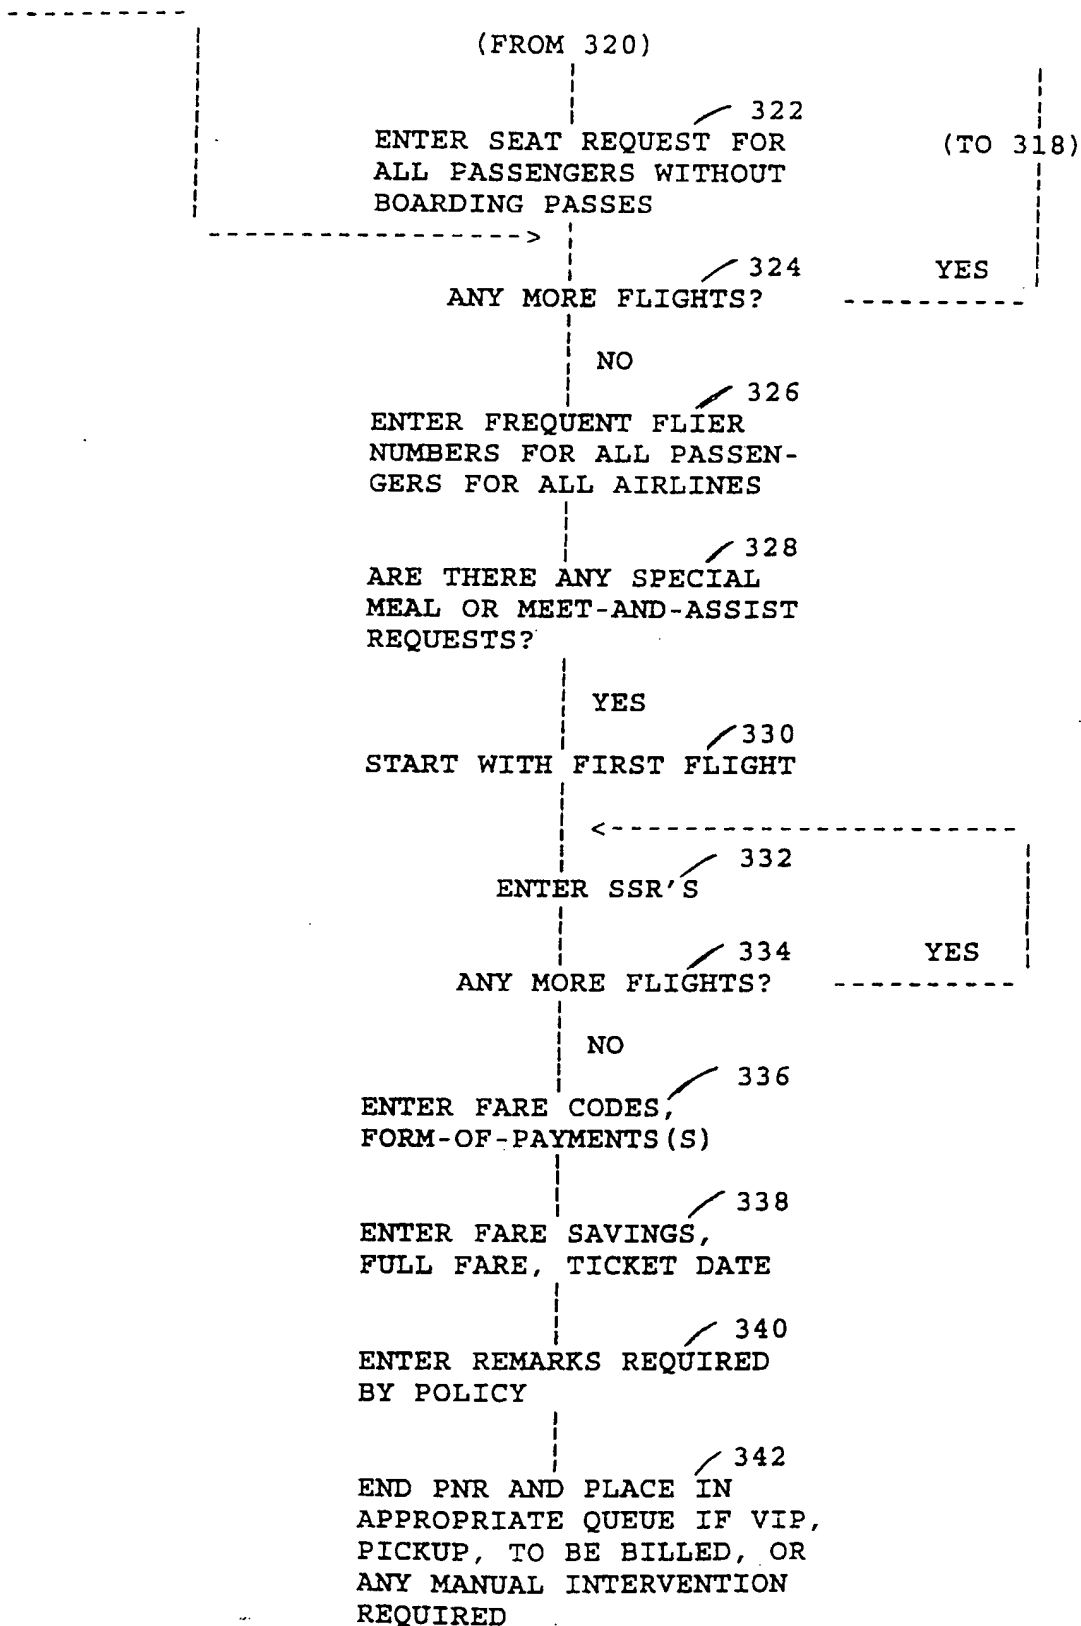 (FROM 320)
322
ENTER SEAT REQUEST FOR
ALL PASSENGERS WITHOUT
BOARDING PASSES
(TO 318)
324
YES
ANY MORE FLIGHTS?
NO
326
ENTER FREQUENT FLIER
NUMBERS FOR ALL PASSEN-
GERS FOR ALL AIRLINES
328
ARE THERE ANY SPECIAL
MEAL OR MEET-AND-ASSIST
REQUESTS?
YES
330
START WITH FIRST FLIGHT
332
ENTER SSR'S
334
YES
ANY MORE FLIGHTS?
NO
336
ENTER FARE CODES,
FORM-OF-PAYMENTS(S)
338
ENTER FARE SAVINGS,
FULL FARE, TICKET DATE
340
ENTER REMARKS REQUIRED
BY POLICY
342
END PNR AND PLACE IN
APPROPRIATE QUEUE IF VIP,
PICKUP, TO BE BILLED, OR
ANY MANUAL INTERVENTION
REQUIRED